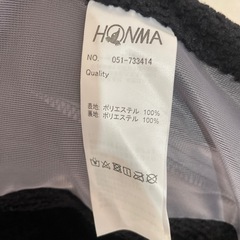 HONMA
NO. 051-733414
Quality
表地: ポリエステル 100%
裏地: ポリエステル 100%